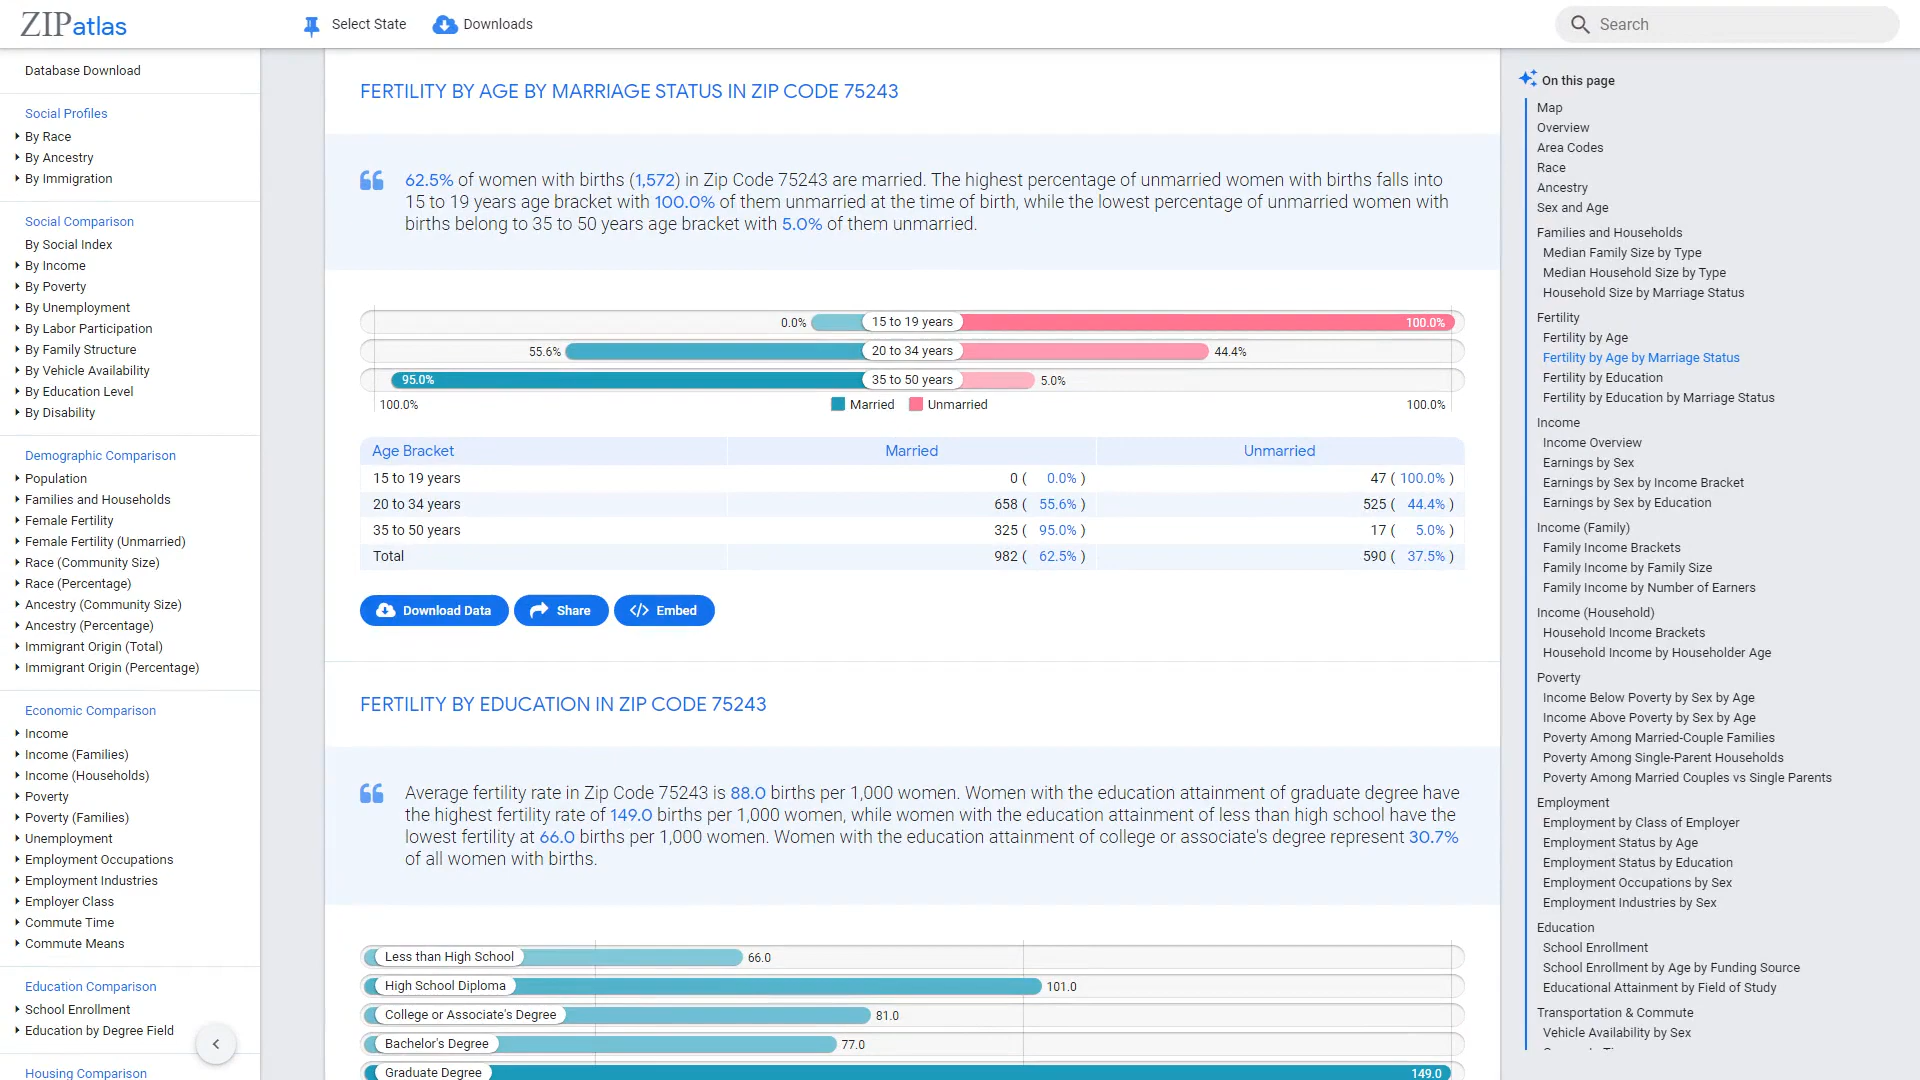 ZIPatlas
Select State
Downloads
Search
Database Download
Social Profiles
By Race
By Ancestry
By Immigration
Social Comparison
By Social Index
By Income
By Poverty
By Unemployment
By Labor Participation
By Family Structure
By Vehicle Availability
By Education Level
By Disability
Demographic Comparison
Population
Families and Households
Female Fertility
Female Fertility (Unmarried)
Race (Community Size)
Race (Percentage)
Ancestry (Community Size)
Ancestry (Percentage)
Immigrant Origin (Total)
Immigrant Origin (Percentage)
Economic Comparison
Income
Income (Families)
Income (Households)
Poverty
Poverty (Families)
Unemployment
Employment Occupations
Employment Industries
Employer Class
Commute Time
Commute Means
Education Comparison
School Enrollment
Education by Degree Field
Housing Comparison
FERTILITY BY AGE BY MARRIAGE STATUS IN ZIP CODE 75243
62.5% of women with births (1,572) in Zip Code 75243 are married. The highest percentage of unmarried women with births falls into
15 to 19 years age bracket with 100.0% of them unmarried at the time of birth, while the lowest percentage of unmarried women with
births belong to 35 to 50 years age bracket with 5.0% of them unmarried.
0.0% 15 to 19 years 100.0%
55.6% 20 to 34 years 44.4%
95.0% 35 to 50 years 5.0%
100.0% Married Unmarried 100.0%
Age Bracket Married Unmarried
15 to 19 years 0 ( 0.0% ) 47 ( 100.0% )
20 to 34 years 658 ( 55.6% ) 525 ( 44.4% )
35 to 50 years 325 ( 95.0% ) 17 ( 5.0% )
Total 982 ( 62.5% ) 590 ( 37.5% )
Download Data Share Embed
FERTILITY BY EDUCATION IN ZIP CODE 75243
Average fertility rate in Zip Code 75243 is 88.0 births per 1,000 women. Women with the education attainment of graduate degree have
the highest fertility rate of 149.0 births per 1,000 women, while women with the education attainment of less than high school have the
lowest fertility at 66.0 births per 1,000 women. Women with the education attainment of college or associate's degree represent 30.7%
of all women with births.
Less than High School 66.0
High School Diploma 101.0
College or Associate's Degree 81.0
Bachelor's Degree 77.0
Graduate Degree 149.0
On this page
Map
Overview
Area Codes
Race
Ancestry
Sex and Age
Families and Households
Median Family Size by Type
Median Household Size by Type
Household Size by Marriage Status
Fertility
Fertility by Age
Fertility by Age by Marriage Status
Fertility by Education
Fertility by Education by Marriage Status
Income
Income Overview
Earnings by Sex
Earnings by Sex by Income Bracket
Earnings by Sex by Education
Income (Family)
Family Income Brackets
Family Income by Family Size
Family Income by Number of Earners
Income (Household)
Household Income Brackets
Household Income by Householder Age
Poverty
Income Below Poverty by Sex by Age
Income Above Poverty by Sex by Age
Poverty Among Married-Couple Families
Poverty Among Single-Parent Households
Poverty Among Married Couples vs Single Parents
Employment
Employment by Class of Employer
Employment Status by Age
Employment Status by Education
Employment Occupations by Sex
Employment Industries by Sex
Education
School Enrollment
School Enrollment by Age by Funding Source
Educational Attainment by Field of Study
Transportation & Commute
Vehicle Availability by Sex